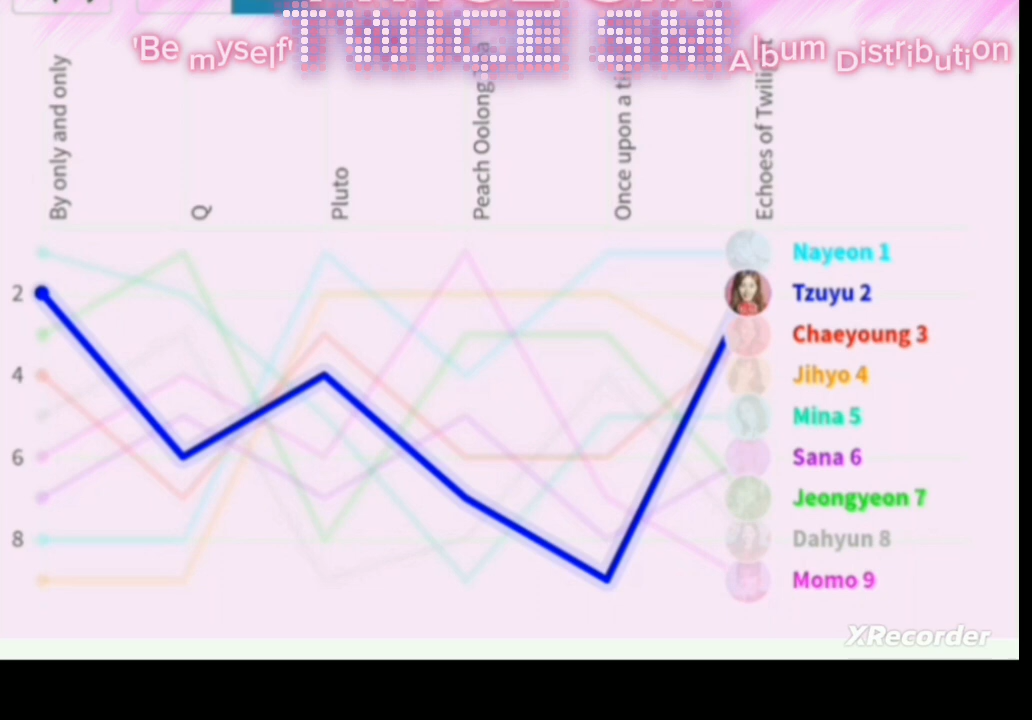 'Be myself' TWICE SM Album Distribution
By only and only
Q
Pluto
Peach Oolong
Once upon a
Echoes of
2
4
6
8
Nayeon 1
Tzuyu 2
Chaeyoung 3
Jihyo 4
Mina 5
Sana 6
Jeongyeon 7
Dahyun 8
Momo 9
XRecorder